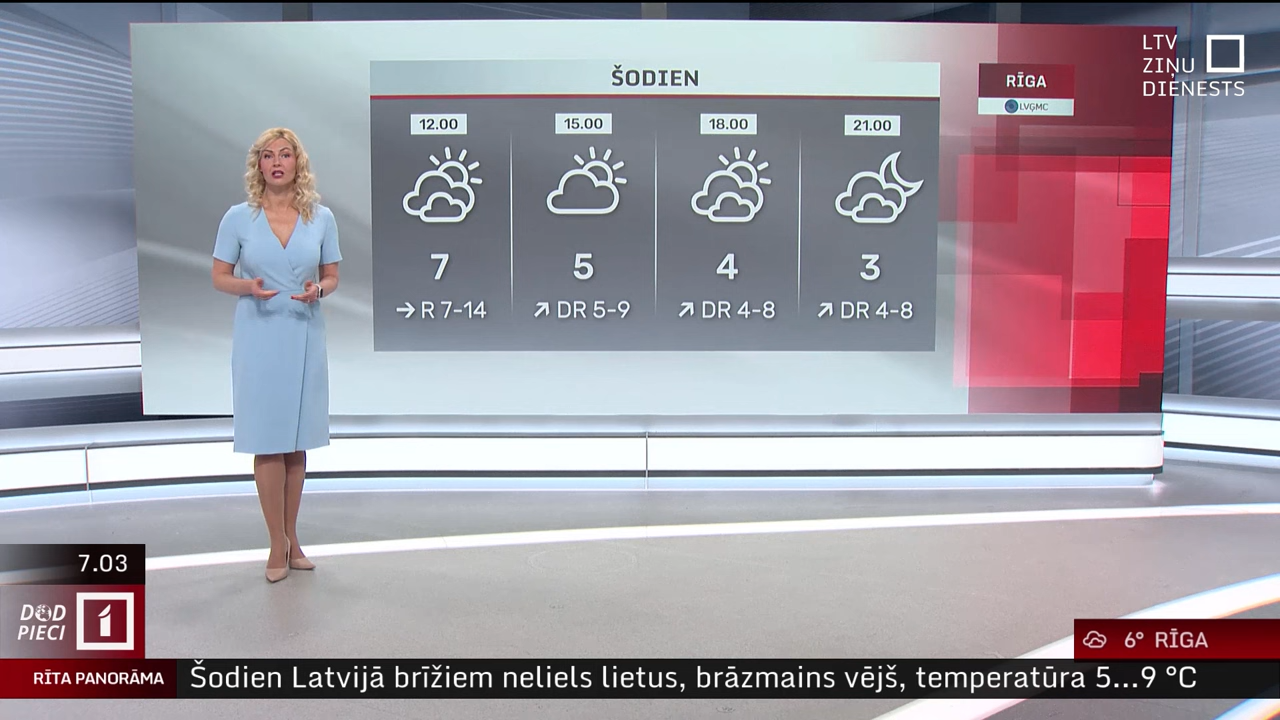 LTV
ZIŅU
DIENESTS
ŠODIEN
RĪGA
LVĢMC
12.00
15.00
18.00
21.00
7
5
4
3
→ R 7-14
↗ DR 5-9
↗ DR 4-8
↗ DR 4-8
7.03
DOD
PIECI
1
6° RĪGA
RĪTA PANORĀMA
Šodien Latvijā brīžiem neliels lietus, brāzmains vējš, temperatūra 5...9 °C